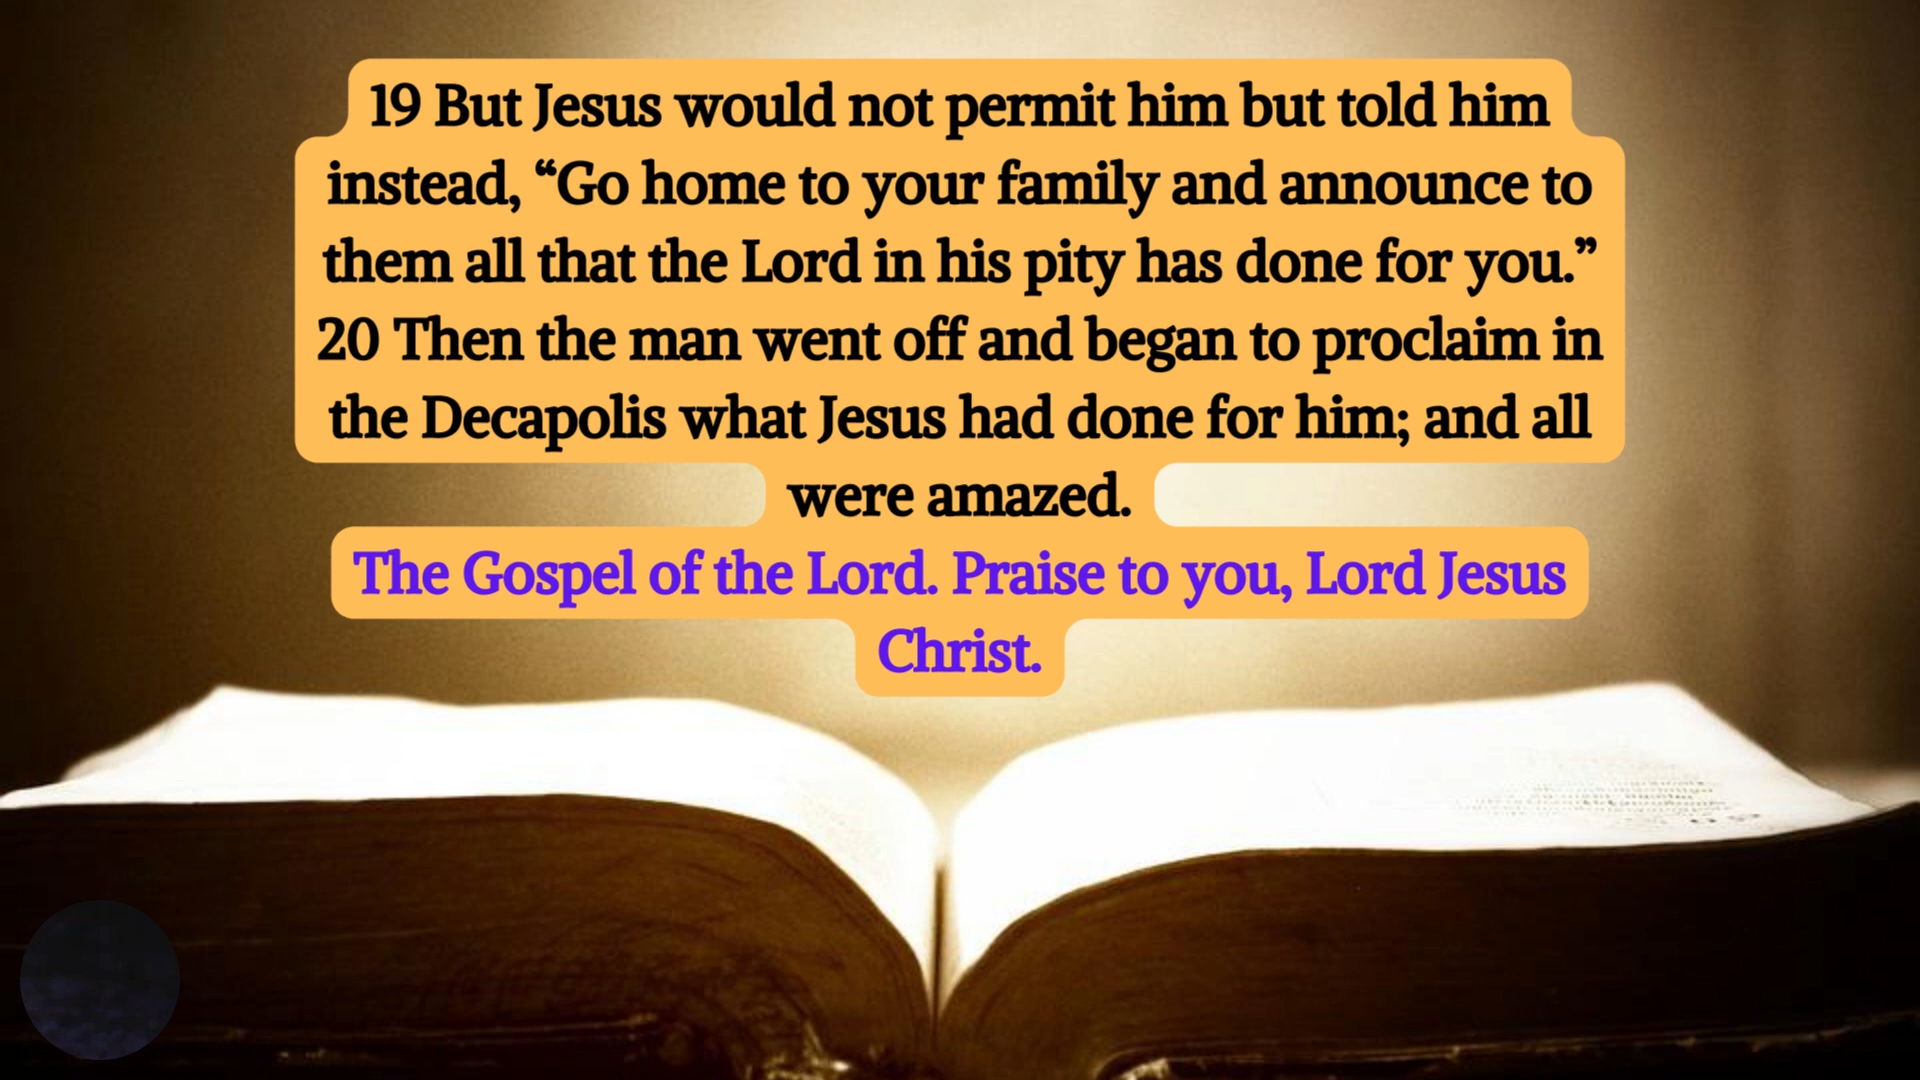 19 But Jesus would not permit him but told him
instead, “Go home to your family and announce to
them all that the Lord in his pity has done for you.”
20 Then the man went off and began to proclaim in
the Decapolis what Jesus had done for him; and all
were amazed.
The Gospel of the Lord. Praise to you, Lord Jesus
Christ.